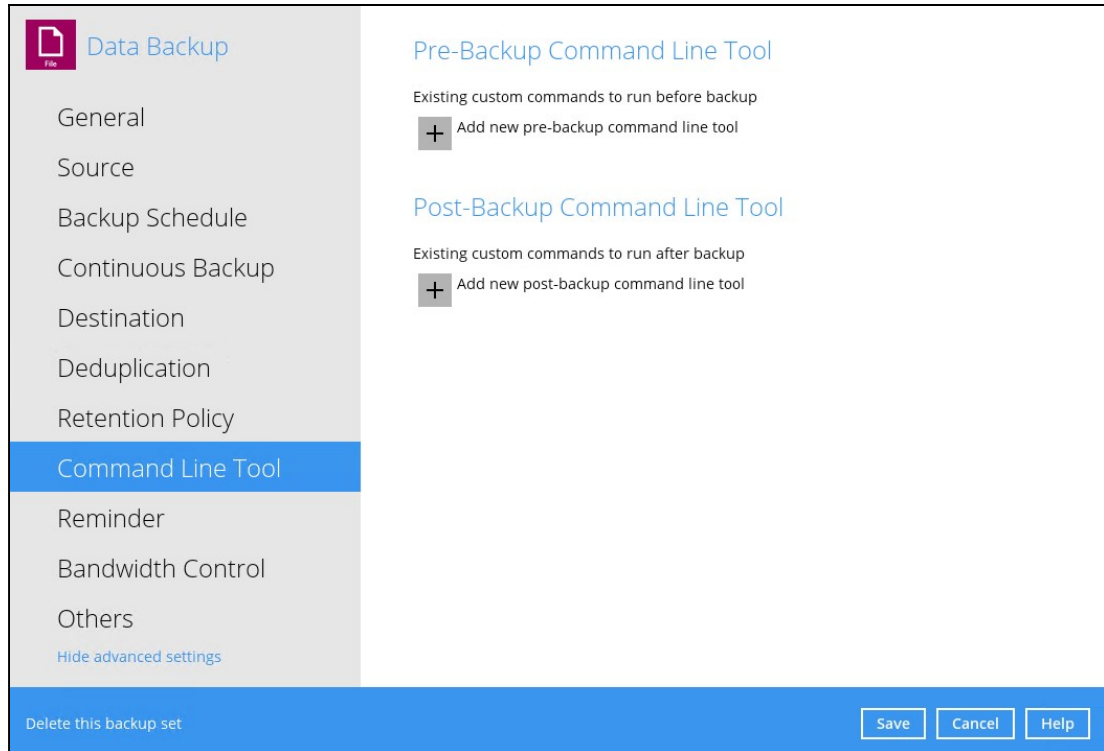 Data Backup
File
General
Source
Backup Schedule
Continuous Backup
Destination
Deduplication
Retention Policy
Command Line Tool
Reminder
Bandwidth Control
Others
Hide advanced settings
Pre-Backup Command Line Tool
Existing custom commands to run before backup
Add new pre-backup command line tool
Post-Backup Command Line Tool
Existing custom commands to run after backup
Add new post-backup command line tool
Delete this backup set
Save
Cancel
Help